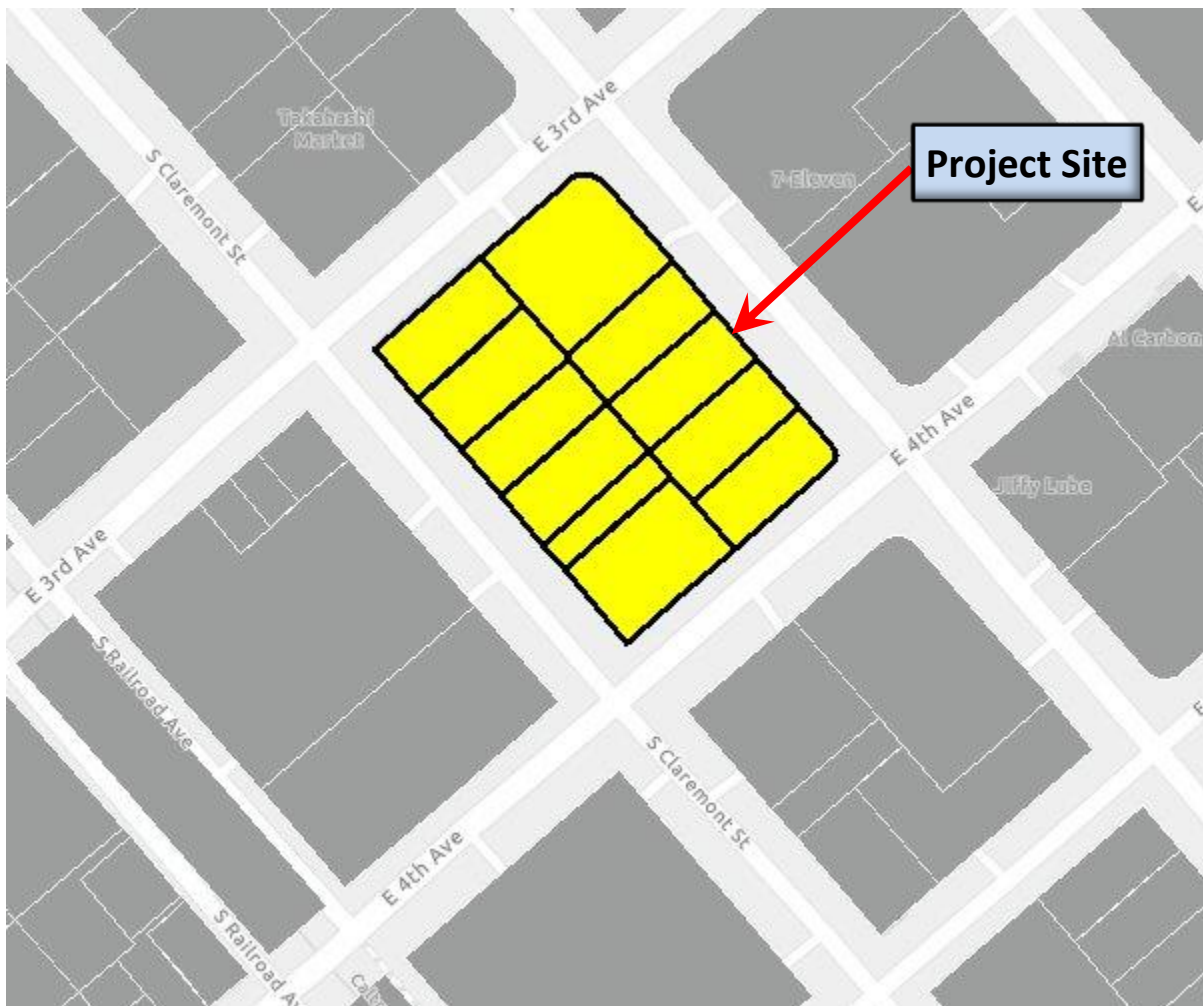 E 3rd Ave
Takahashi
Market
S Claremont St
7-Eleven
Project Site
E
Al Carbon
E 4th Ave
Jiffy Lube
E 3rd Ave
S Railroad Ave
E
S Claremont St
E 4th Ave
S Railroad